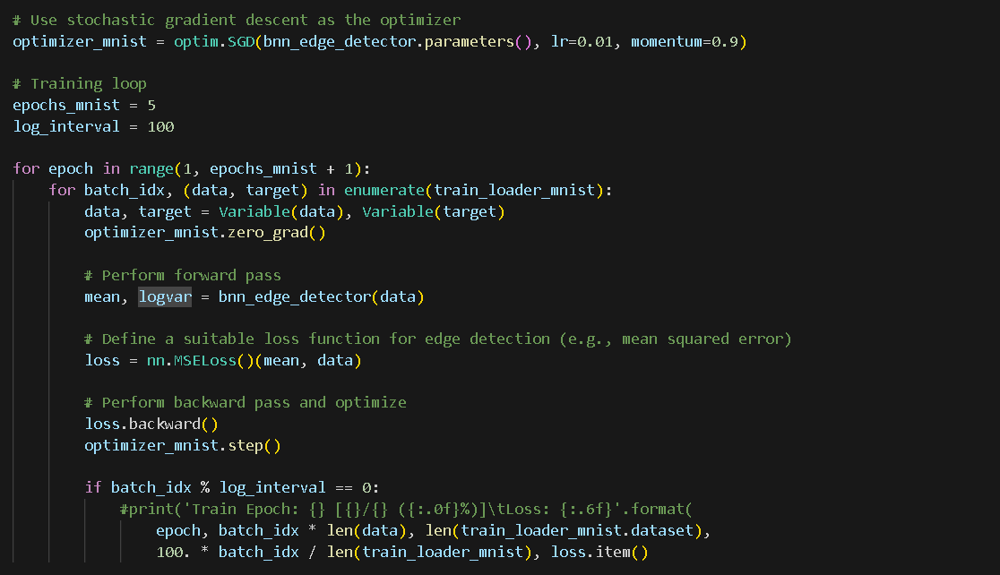 # Use stochastic gradient descent as the optimizer
optimizer_mnist = optim.SGD(bnn_edge_detector.parameters(), lr=0.01, momentum=0.9)

# Training loop
epochs_mnist = 5
log_interval = 100

for epoch in range(1, epochs_mnist + 1):
    for batch_idx, (data, target) in enumerate(train_loader_mnist):
        data, target = Variable(data), Variable(target)
        optimizer_mnist.zero_grad()

        # Perform forward pass
        mean, logvar = bnn_edge_detector(data)

        # Define a suitable loss function for edge detection (e.g., mean squared error)
        loss = nn.MSELoss()(mean, data)

        # Perform backward pass and optimize
        loss.backward()
        optimizer_mnist.step()

        if batch_idx % log_interval == 0:
            #print('Train Epoch: {} [{}/{} ({:.0f}%)]\tLoss: {:.6f}'.format(
                epoch, batch_idx * len(data), len(train_loader_mnist.dataset),
                100. * batch_idx / len(train_loader_mnist), loss.item()